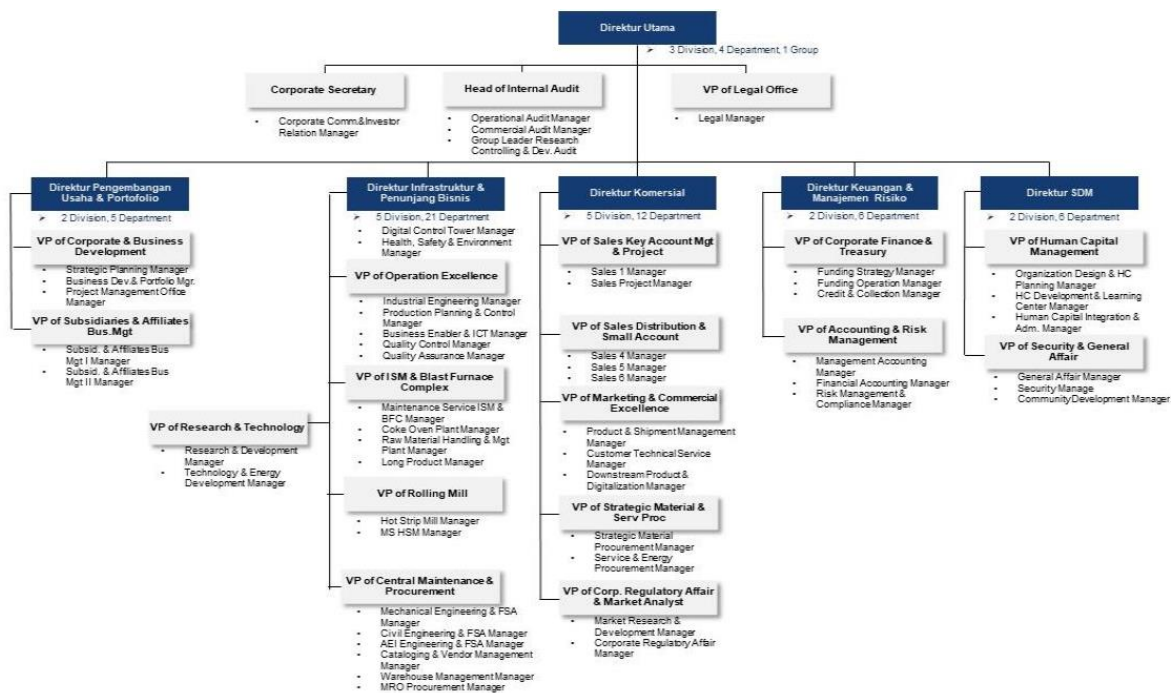 Direktur Utama
➢ 3 Division, 4 Department, 1 Group
Corporate Secretary
• Corporate Comm.&Investor
Relation Manager
Head of Internal Audit
• Operational Audit Manager
• Commercial Audit Manager
• Group Leader Research
Controlling & Dev. Audit
VP of Legal Office
• Legal Manager
Direktur Pengembangan
Usaha & Portofolio
➢ 2 Division, 5 Department
VP of Corporate & Business
Development
• Strategic Planning Manager
• Business Dev.& Portfolio Mgr.
• Project Management Office
Manager
VP of Subsidiaries & Affiliates
Bus.Mgt
• Subsid. & Affliates Bus
Mgt I Manager
• Subsid. & Affliates Bus
Mgt II Manager
Direktur Infrastruktur &
Penunjang Bisnis
➢ 5 Division, 21 Department
• Digital Control Tower Manager
• Health, Safety & Environment
Manager
VP of Operation Excellence
• Industrial Engineering Manager
• Production Planning & Control
Manager
• Business Enabler & ICT Manager
• Quality Control Manager
• Quality Assurance Manager
VP of ISM & Blast Furnace
Complex
• Maintenance Service ISM &
BFC Manager
• Coke Oven Plant Manager
• Raw Material Handling & Mgt
Plant Manager
• Long Product Manager
VP of Research & Technology
• Research & Development
Manager
• Technology & Energy
Development Manager
VP of Rolling Mill
• Hot Strip Mill Manager
• MS HSM Manager
VP of Central Maintenance &
Procurement
• Mechanical Engineering & FSA
Manager
• Civil Engineering & FSA Manager
• AEI Engineering & FSA Manager
• Cataloging & Vendor Management
Manager
• Warehouse Management Manager
• MRO Procurement Manager
Direktur Komersial
➢ 5 Division, 12 Department
VP of Sales Key Account Mgt
& Project
• Sales 1 Manager
• Sales Project Manager
VP of Sales Distribution &
Small Account
• Sales 4 Manager
• Sales 5 Manager
• Sales 6 Manager
VP of Marketing & Commercial
Excellence
• Product & Shipment Management
Manager
• Customer Technical Service
Manager
• Downstream Product &
Digitalization Manager
VP of Strategic Material &
Serv Proc
• Strategic Material
Procurement Manager
• Service & Energy
Procurement Manager
VP of Corp. Regulatory Affair
& Market Analyst
• Market Research &
Development Manager
• Corporate Regulatory Affair
Manager
Direktur Keuangan &
Manajemen Risiko
➢ 2 Division, 6 Department
VP of Corporate Finance &
Treasury
• Funding Strategy Manager
• Funding Operation Manager
• Credit & Collection Manager
VP of Accounting & Risk
Management
• Management Accounting
Manager
• Financial Accounting Manager
• Risk Management &
Compliance Manager
Direktur SDM
➢ 2 Division, 6 Department
VP of Human Capital
Management
• Organization Design & HC
Planning Manager
• HC Development & Learning
Center Manager
• Human Capital Integration &
Adm. Manager
VP of Security & General
Affair
• General Affair Manager
• Security Manage
• Community Development Manager